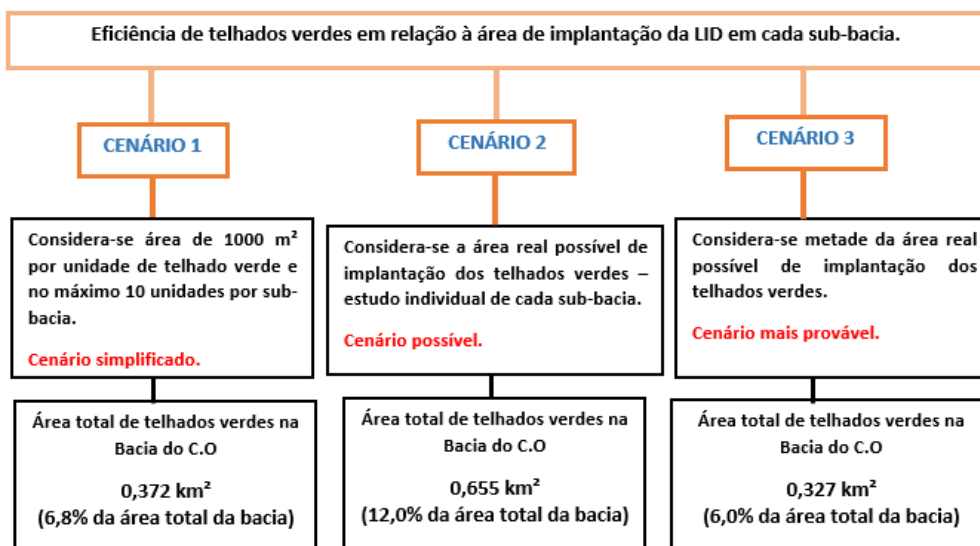 Eficiência de telhados verdes em relação à área de implantação da LID em cada sub-bacia.
CENÁRIO 1
Considera-se área de 1000 m²
por unidade de telhado verde e
no máximo 10 unidades por sub-
bacia.
Cenário simplificado.
Área total de telhados verdes na
Bacia do C.O
0,372 km²
(6,8% da área total da bacia)
CENÁRIO 2
Considera-se a área real possível de
implantação dos telhados verdes –
estudo individual de cada sub-bacia.
Cenário possível.
Área total de telhados verdes na
Bacia do C.O
0,655 km²
(12,0% da área total da bacia)
CENÁRIO 3
Considera-se metade da área real
possível de implantação dos
telhados verdes.
Cenário mais provável.
Área total de telhados verdes na
Bacia do C.O
0,327 km²
(6,0% da área total da bacia)